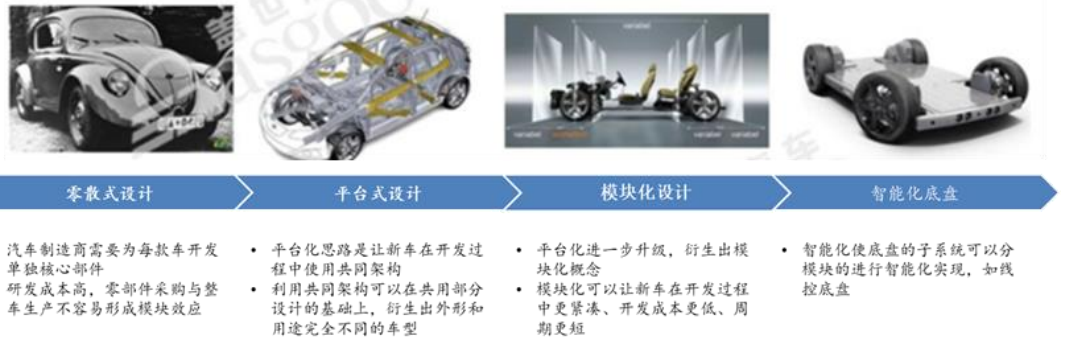 零散式设计
平台式设计
模块化设计
智能化底盘
汽车制造商需要为每款车开发
单独核心部件
研发成本高，零部件采购与整
车生产不容易形成模块效应
• 平台化思路是让新车在开发过
程中使用共同架构
• 利用共同架构可以在共用部分
设计的基础上，衍生出外形和
用途完全不同的车型
• 平台化进一步升级，衍生出模
块化概念
• 模块化可以让新车在开发过程
中更紧凑、开发成本更低、周
期更短
• 智能化使底盘的子系统可以分
模块的进行智能化实现，如线
控底盘
variabel
variabel
variabel
variabel